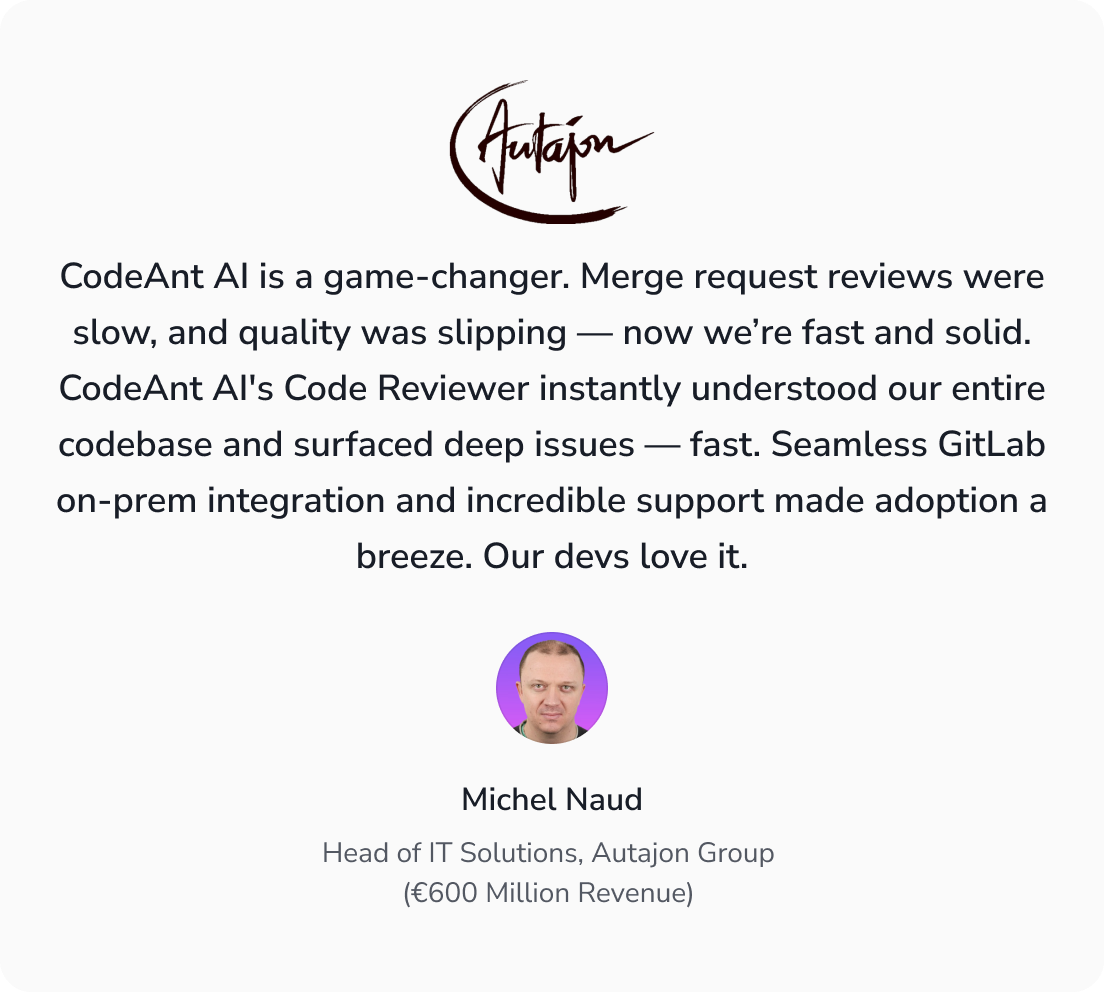 Autajon
CodeAnt AI is a game-changer. Merge request reviews were
slow, and quality was slipping — now we’re fast and solid.
CodeAnt AI's Code Reviewer instantly understood our entire
codebase and surfaced deep issues — fast. Seamless GitLab
on-prem integration and incredible support made adoption a
breeze. Our devs love it.
Michel Naud
Head of IT Solutions, Autajon Group
(€600 Million Revenue)